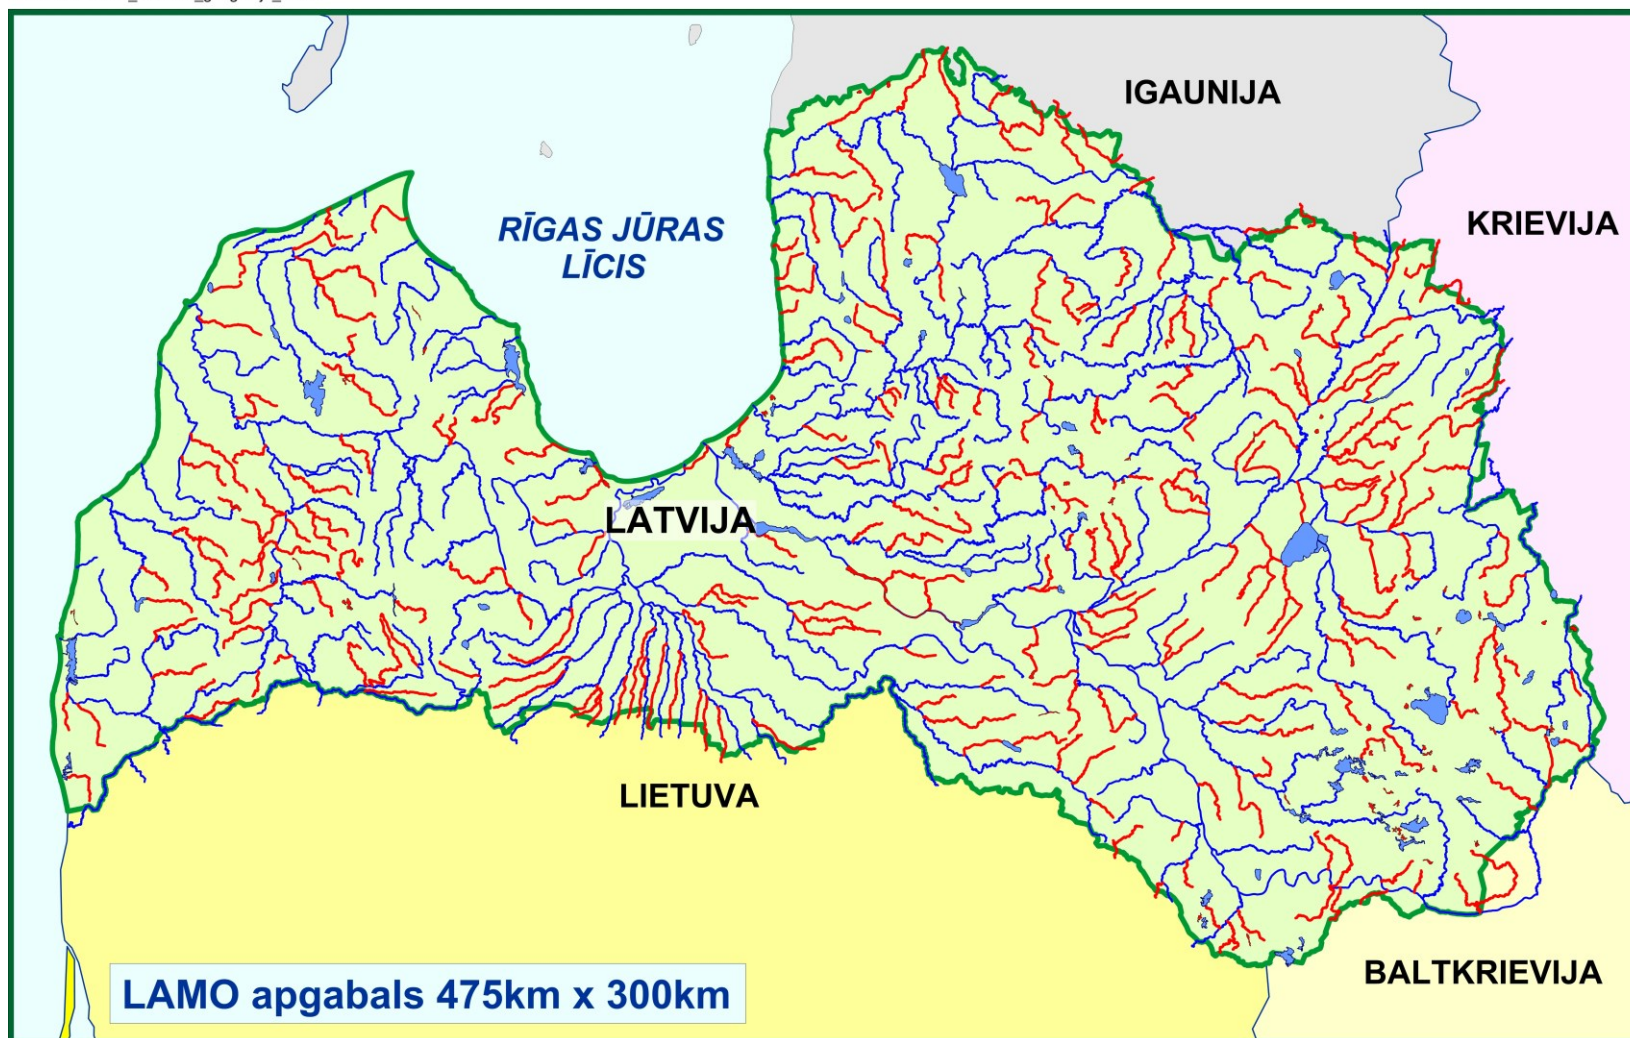 IGAUNIJA
KRIEVIJA
RĪGAS JŪRAS
LĪCIS
LATVIJA
LIETUVA
BALTKRIEVIJA
LAMO apgabals 475km x 300km